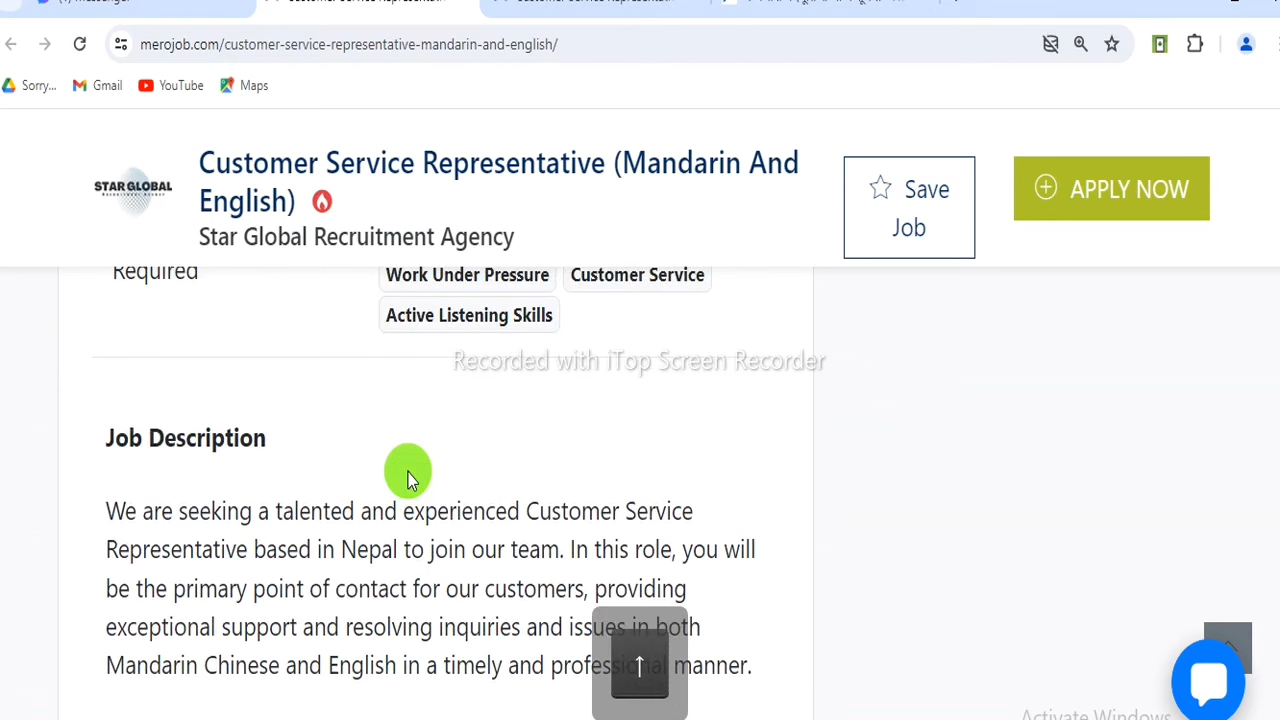 merojob.com/customer-service-representative-mandarin-and-english/
Sorry... Gmail YouTube Maps
STAR GLOBAL
Customer Service Representative (Mandarin And
English)
Star Global Recruitment Agency
Save
Job
APPLY NOW
Required
Work Under Pressure Customer Service
Active Listening Skills
Recorded with iTop Screen Recorder
Job Description
We are seeking a talented and experienced Customer Service
Representative based in Nepal to join our team. In this role, you will
be the primary point of contact for our customers, providing
exceptional support and resolving inquiries and issues in both
Mandarin Chinese and English in a timely and professional manner.
↑
Activate Windows